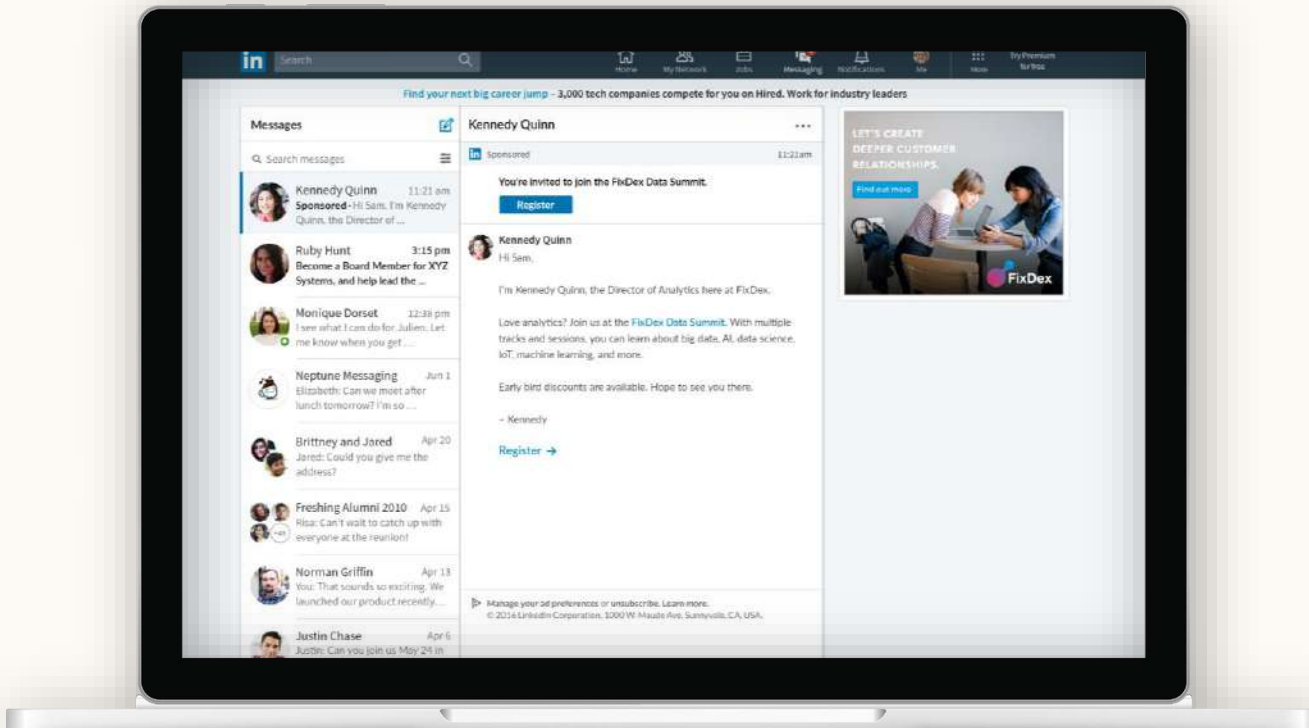 in
Search
Home
My Network
Jobs
Messaging
Notifications
Me
More
Try Premium
for free
Find your next big career jump - 3,000 tech companies compete for you on Hired. Work for industry leaders
Messages
Search messages
Kennedy Quinn 11:21 am
Sponsored · Hi Sam, I'm Kennedy
Quinn, the Director of ...
Ruby Hunt 3:15 pm
Become a Board Member for XYZ
Systems, and help lead the ...
Monique Dorset 12:38 pm
I see what I can do for Julien. Let
me know when you get ...
Neptune Messaging Jun 1
Elizabeth: Can we meet after
lunch tomorrow? I'm so ...
Brittney and Jared Apr 20
Jared: Could you give me the
address?
Freshing Alumni 2010 Apr 15
Risa: Can't wait to catch up with
everyone at the reunion!
Norman Griffin Apr 13
You: That sounds so exciting. We
launched our product recently...
Justin Chase Apr 6
Justin: Can you join us May 24 in
Kennedy Quinn
in Sponsored 11:21am
You're invited to join the FixDex Data Summit.
Register
Kennedy Quinn
Hi Sam,
I'm Kennedy Quinn, the Director of Analytics here at FixDex.
Love analytics? Join us at the FixDex Data Summit. With multiple
tracks and sessions, you can learn about big data, AI, data science,
IoT, machine learning, and more.
Early bird discounts are available. Hope to see you there.
– Kennedy
Register →
Manage your ad preferences or unsubscribe. Learn more.
© 2016 LinkedIn Corporation, 1000 W. Maude Ave, Sunnyvale, CA, USA.
LET'S CREATE
DEEPER CUSTOMER
RELATIONSHIPS.
Find out more
FixDex